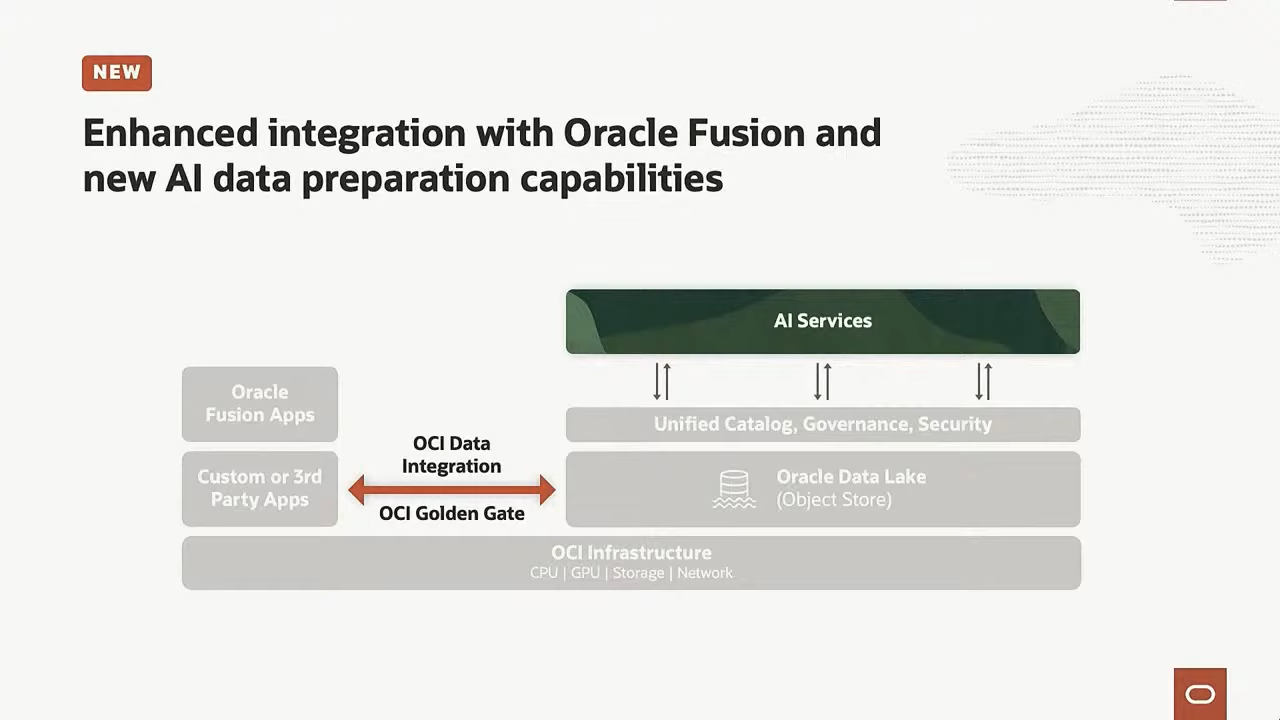 NEW
Enhanced integration with Oracle Fusion and
new AI data preparation capabilities
AI Services
Oracle
Fusion Apps
Unified Catalog, Governance, Security
OCI Data
Integration
Custom or 3rd
Party Apps
OCI Golden Gate
Oracle Data Lake
(Object Store)
OCI Infrastructure
CPU | GPU | Storage | Network